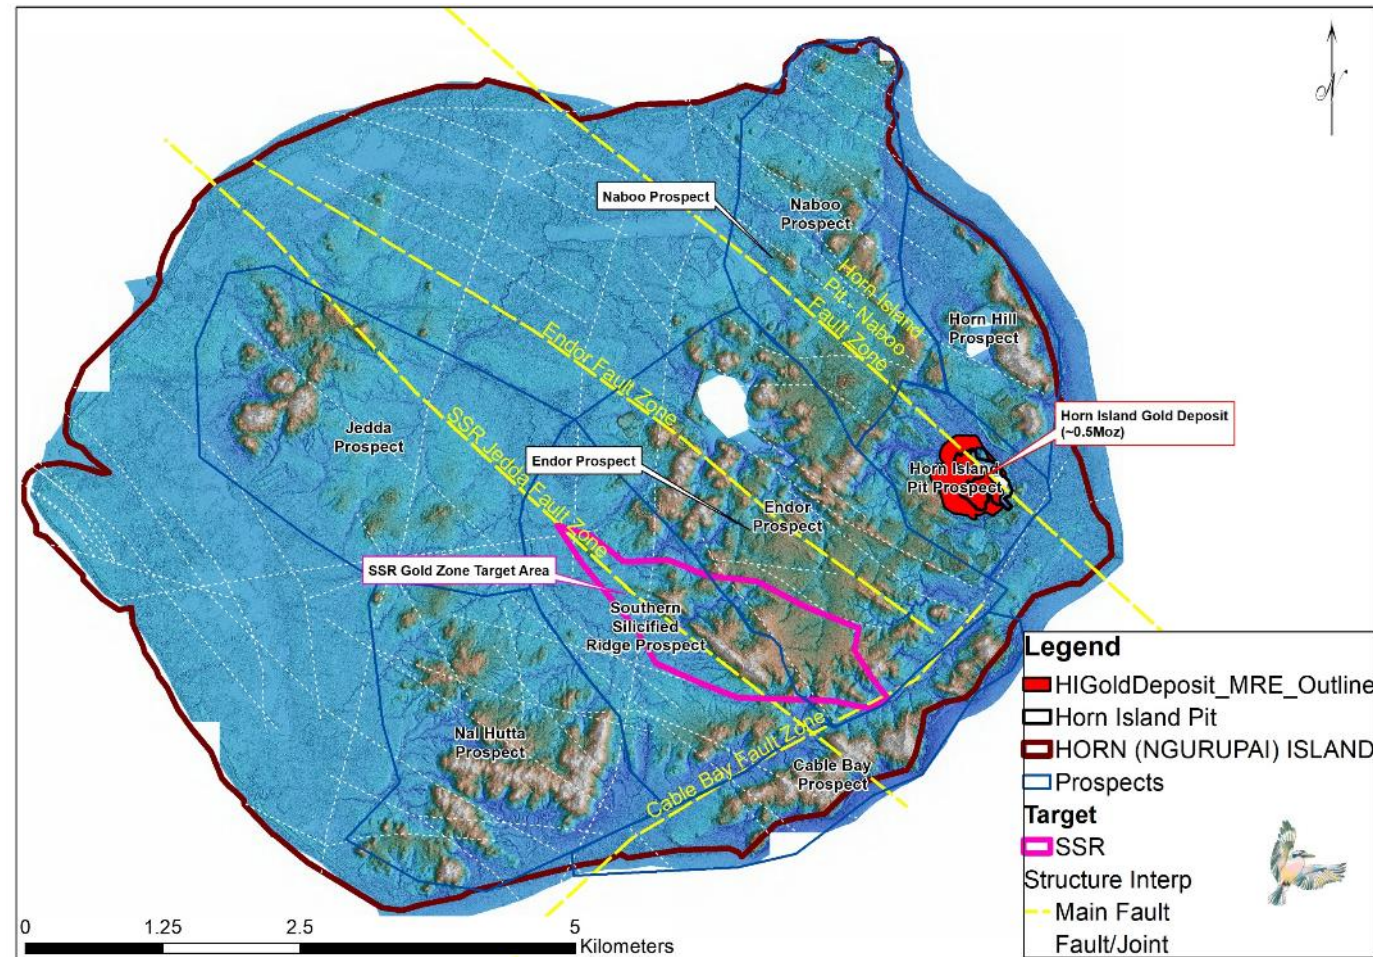 N
Naboo Prospect
Naboo
Prospect
Horn Island
Pit - Naboo
Fault Zone
Horn Hill
Prospect
Endor Fault Zone
Horn Island Gold Deposit
(~0.5Moz)
SSR Jedda Fault Zone
Jedda
Prospect
Endor Prospect
Horn Island
Pit Prospect
Endor
Prospect
SSR Gold Zone Target Area
Southern
Silicified
Ridge Prospect
Nal Hutta
Prospect
Cable Bay Fault Zone
Cable Bay
Prospect
Legend
HIGoldDeposit_MRE_Outline
Horn Island Pit
HORN (NGURUPAI) ISLAND
Prospects
Target
SSR
Structure Interp
Main Fault
Fault/Joint
0 1.25 2.5 5
Kilometers